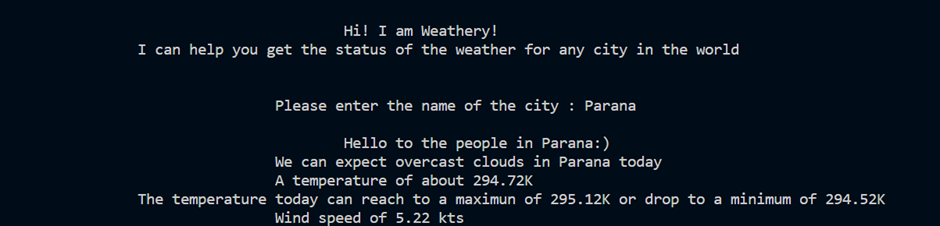 Hi! I am Weathery!
I can help you get the status of the weather for any city in the world
Please enter the name of the city : Parana
Hello to the people in Parana:)
We can expect overcast clouds in Parana today
A temperature of about 294.72K
The temperature today can reach to a maximun of 295.12K or drop to a minimum of 294.52K
Wind speed of 5.22 kts